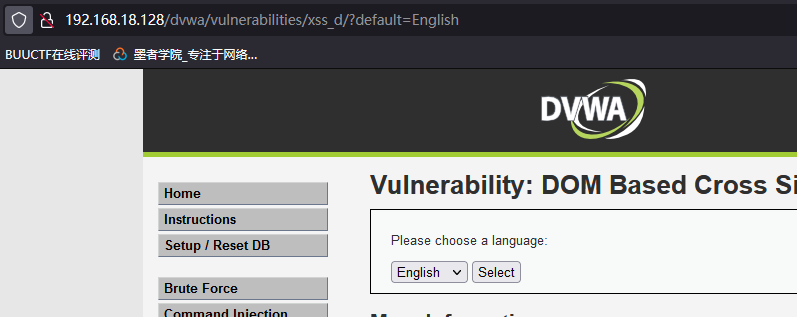 192.168.18.128/dvwa/vulnerabilities/xss_d/?default=English
BUUCTF在线评测 墨者学院_专注于网络...
DVWA
Home
Instructions
Setup / Reset DB
Brute Force
Command Injection
Vulnerability: DOM Based Cross Si
Please choose a language:
English Select
More Information